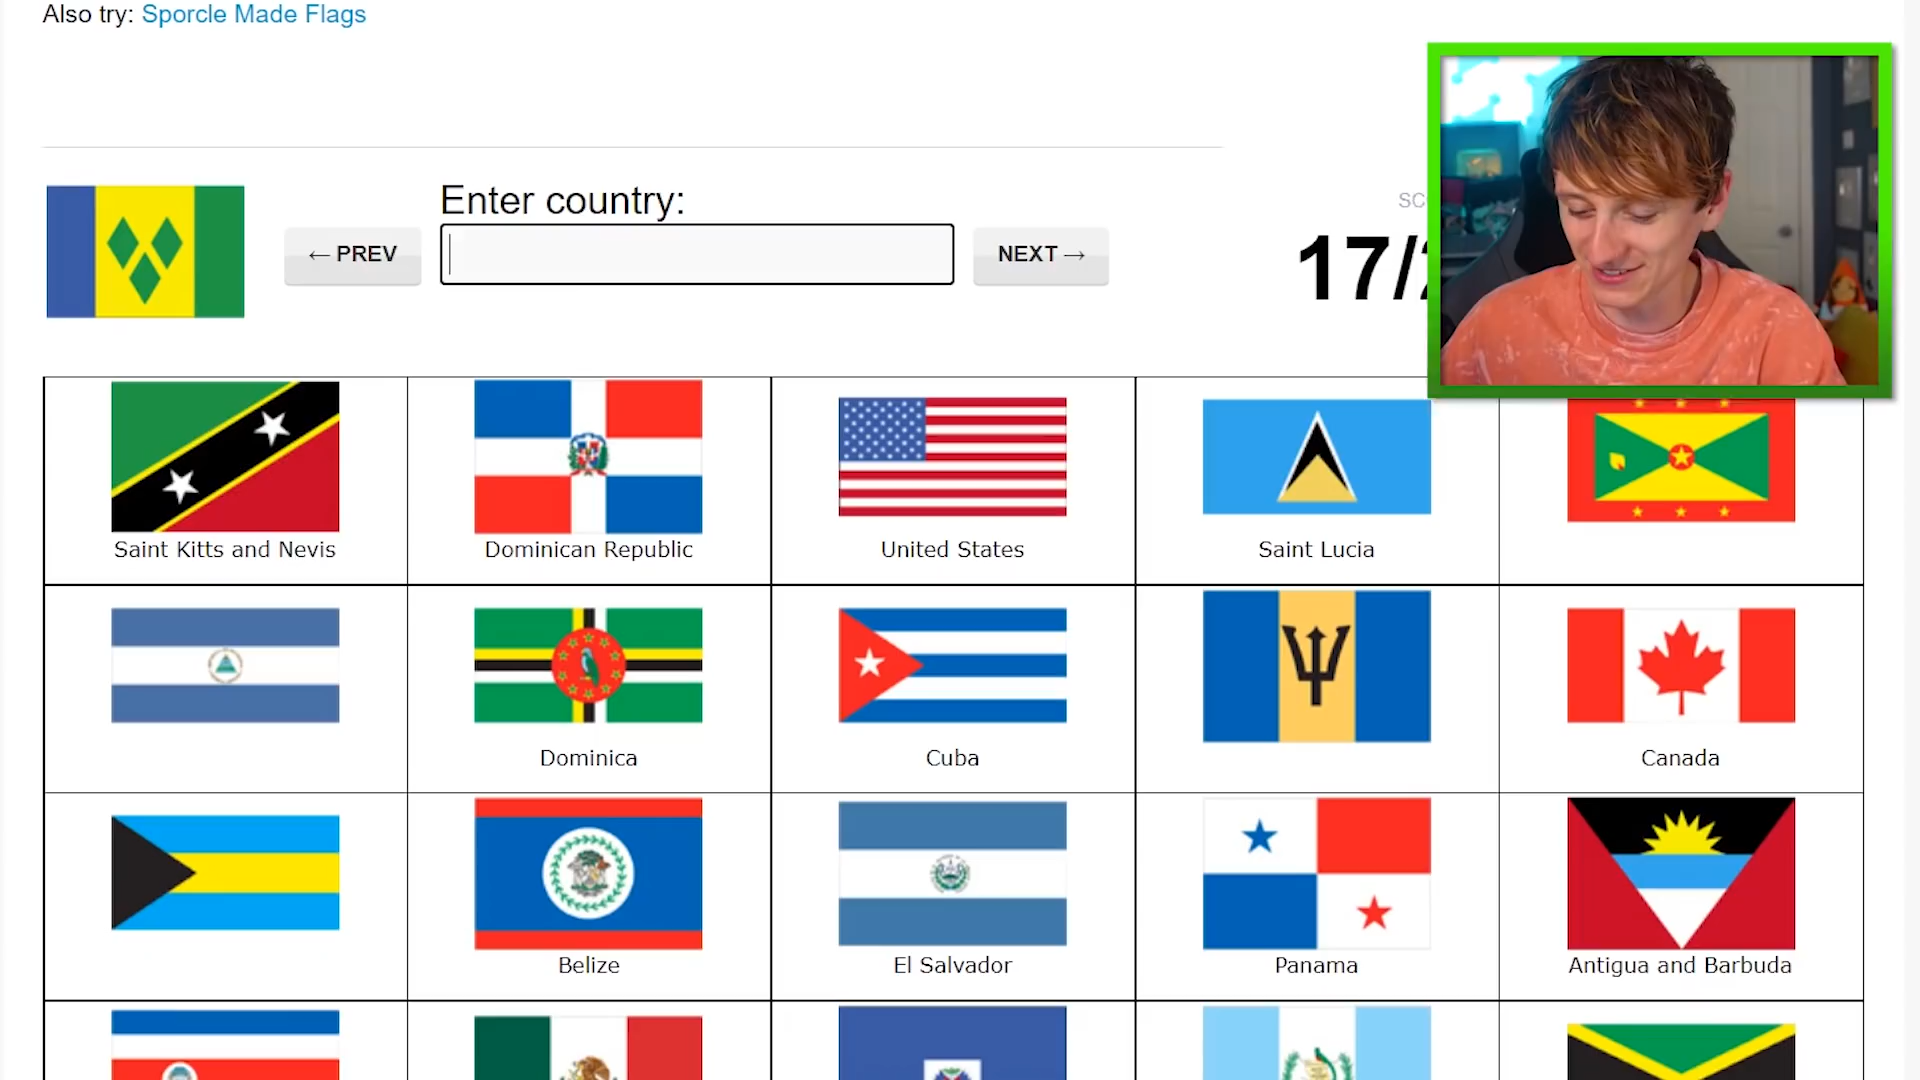 Also try: Sporcle Made Flags
Enter country:
SC
← PREV
NEXT →
17/
Saint Kitts and Nevis
Dominican Republic
United States
Saint Lucia
Dominica
Cuba
Canada
Belize
El Salvador
Panama
Antigua and Barbuda